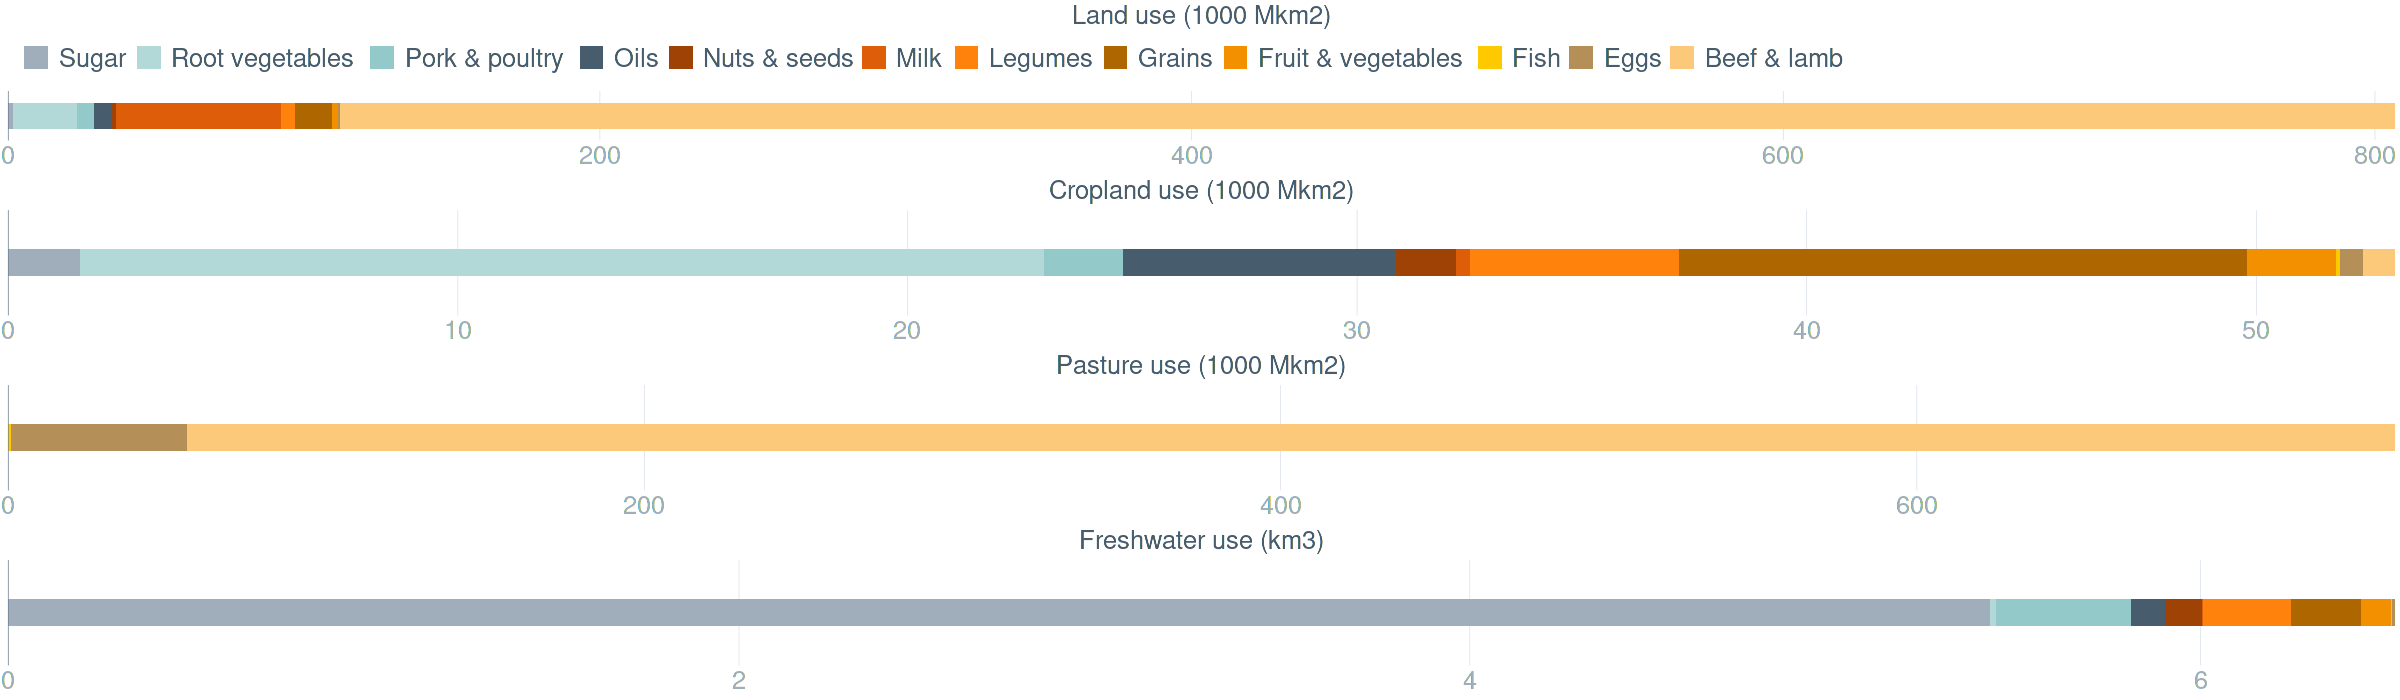 Land use (1000 Mkm2)
Sugar Root vegetables Pork & poultry Oils Nuts & seeds Milk Legumes Grains Fruit & vegetables Fish Eggs Beef & lamb
0 200 400 600 800
Cropland use (1000 Mkm2)
0 10 20 30 40 50
Pasture use (1000 Mkm2)
0 200 400 600
Freshwater use (km3)
0 2 4 6